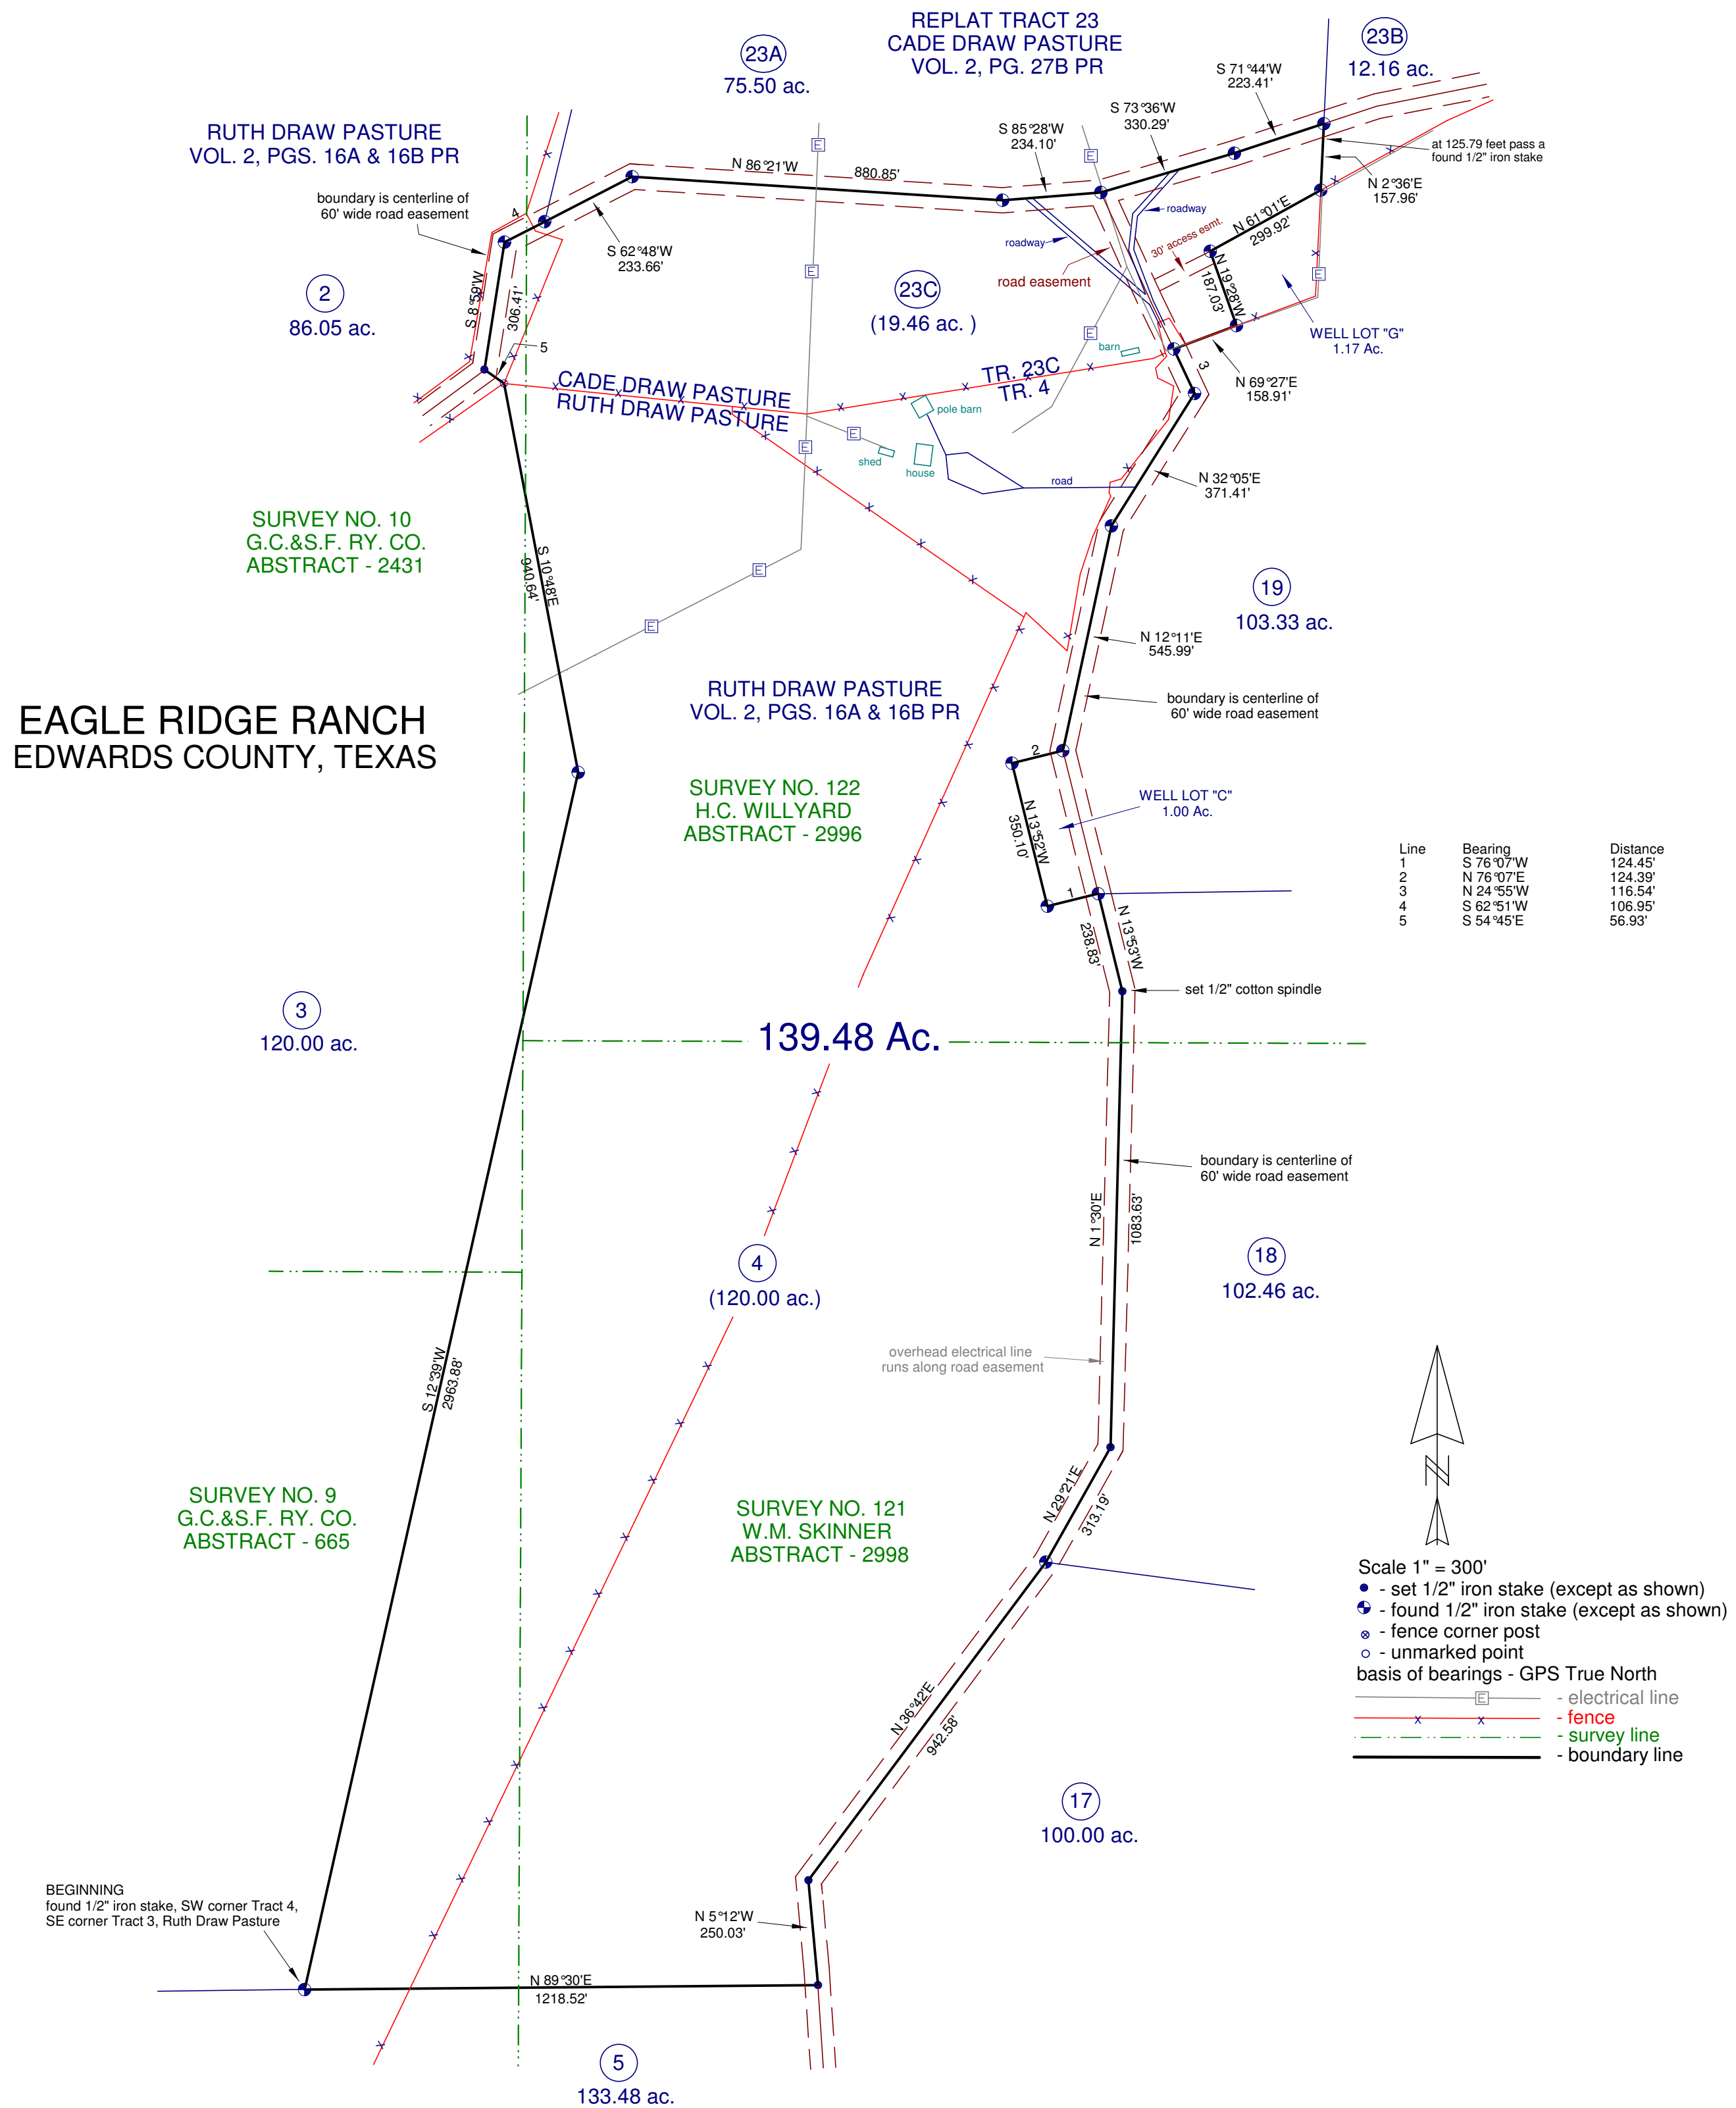 REPLAT TRACT 23
CADE DRAW PASTURE
VOL. 2, PG. 27B PR
23A
75.50 ac.
23B
12.16 ac.
S 71°44'W
223.41'
S 73°36'W
330.29'
S 85°28'W
234.10'
RUTH DRAW PASTURE
VOL. 2, PGS. 16A & 16B PR
at 125.79 feet pass a
found 1/2" iron stake
N 2°36'E
157.96'
N 86°21'W
880.85'
boundary is centerline of
60' wide road easement
4
S 62°48'W
233.66'
roadway
roadway
road easement
30' access esmt.
N 61°01'E
299.92'
N 19°28'W
187.03'
2
86.05 ac.
S 8°59'W
306.41'
5
23C
(19.46 ac. )
WELL LOT "G"
1.17 Ac.
barn
3
N 69°27'E
158.91'
CADE DRAW PASTURE
RUTH DRAW PASTURE
TR. 23C
TR. 4
pole barn
shed
house
road
N 32°05'E
371.41'
SURVEY NO. 10
G.C.&S.F. RY. CO.
ABSTRACT - 2431
S 10°48'E
940.64'
19
103.33 ac.
N 12°11'E
545.99'
EAGLE RIDGE RANCH
EDWARDS COUNTY, TEXAS
RUTH DRAW PASTURE
VOL. 2, PGS. 16A & 16B PR
boundary is centerline of
60' wide road easement
2
SURVEY NO. 122
H.C. WILLYARD
ABSTRACT - 2996
N 13°52'W
350.10'
WELL LOT "C"
1.00 Ac.
1
N 13°53'W
238.83'
Line Bearing Distance
1 S 76°07'W 124.45'
2 N 76°07'E 124.39'
3 N 24°55'W 116.54'
4 S 62°51'W 106.95'
5 S 54°45'E 56.93'
set 1/2" cotton spindle
3
120.00 ac.
139.48 Ac.
boundary is centerline of
60' wide road easement
N 1°30'E
1083.63'
4
(120.00 ac.)
18
102.46 ac.
overhead electrical line
runs along road easement
S 12°39'W
2963.88'
SURVEY NO. 9
G.C.&S.F. RY. CO.
ABSTRACT - 665
SURVEY NO. 121
W.M. SKINNER
ABSTRACT - 2998
N 29°21'E
313.19'
N
Scale 1" = 300'
- set 1/2" iron stake (except as shown)
- found 1/2" iron stake (except as shown)
- fence corner post
- unmarked point
basis of bearings - GPS True North
E - electrical line
x x - fence
- survey line
- boundary line
N 36°42'E
942.58'
17
100.00 ac.
BEGINNING
found 1/2" iron stake, SW corner Tract 4,
SE corner Tract 3, Ruth Draw Pasture
N 5°12'W
250.03'
N 89°30'E
1218.52'
5
133.48 ac.